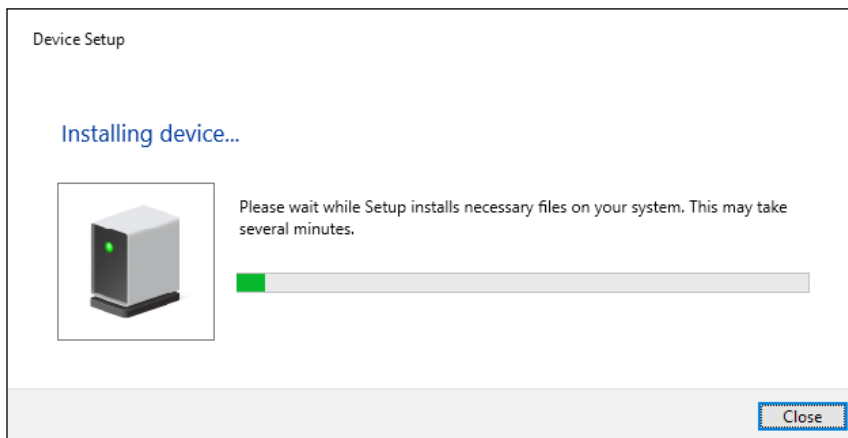 Device Setup
Installing device...
Please wait while Setup installs necessary files on your system. This may take
several minutes.
Close